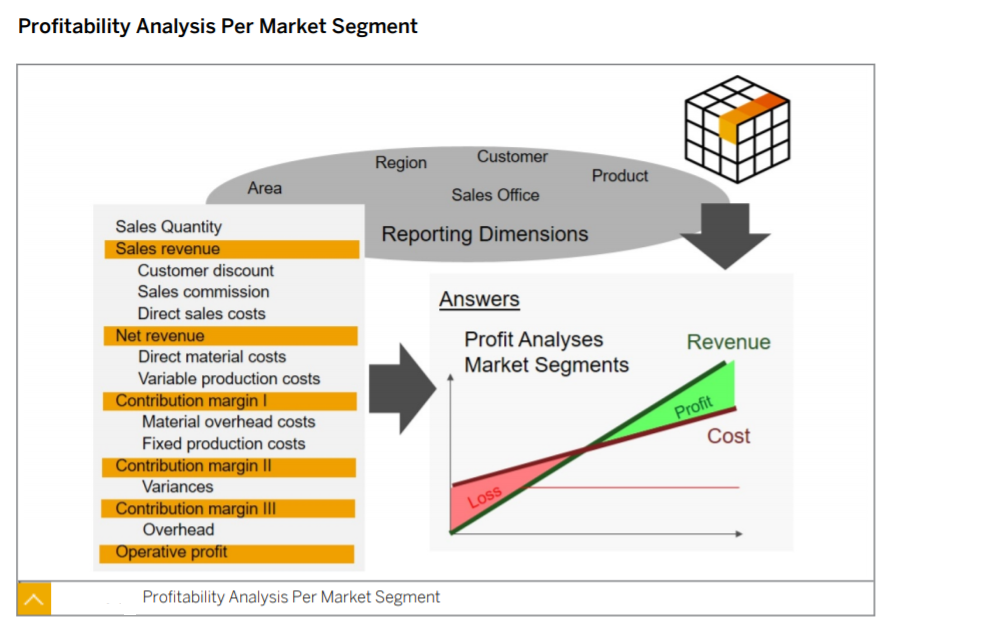 Profitability Analysis Per Market Segment
Region
Customer
Area
Product
Sales Office
Reporting Dimensions
Sales Quantity
Sales revenue
Customer discount
Sales commission
Direct sales costs
Net revenue
Direct material costs
Variable production costs
Contribution margin I
Material overhead costs
Fixed production costs
Contribution margin II
Variances
Contribution margin III
Overhead
Operative profit
Answers
Profit Analyses
Market Segments
Revenue
Profit
Cost
Loss
Profitability Analysis Per Market Segment